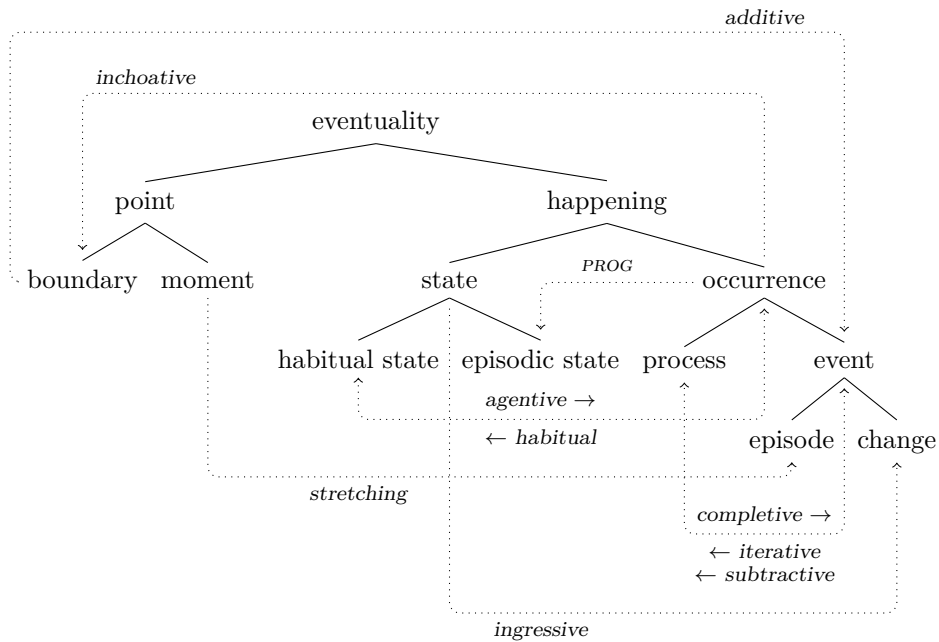 additive
inchoative
eventuality
point happening
boundary moment state PROG occurrence
habitual state episodic state process event
agentive →
← habitual
episode change
stretching
completive →
← iterative
← subtractive
ingressive